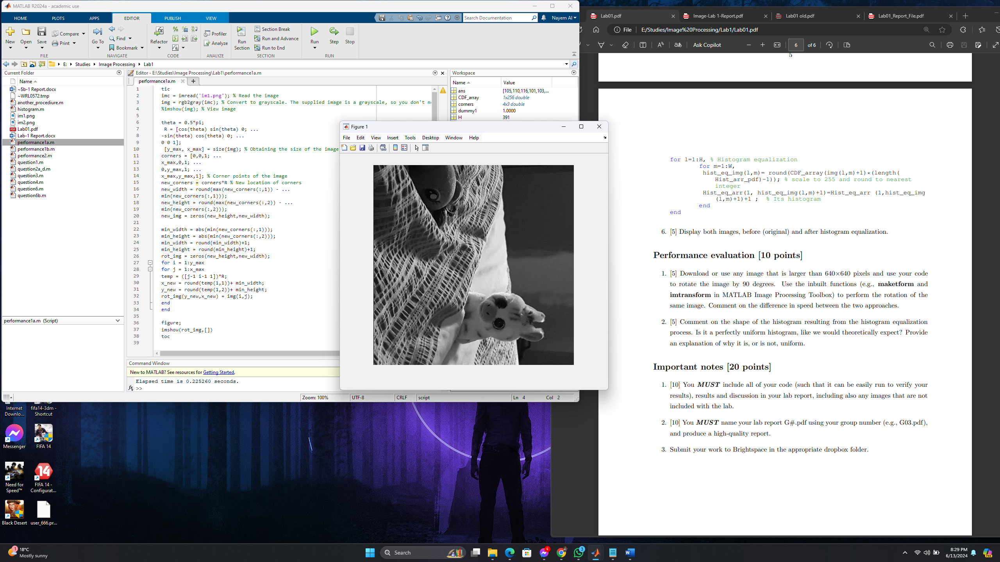 MATLAB R2024a - academic use
HOME PLOTS APPS EDITOR PUBLISH VIEW
Search Documentation
Nayem Al
New Open Save Compare Print
Go To Find Bookmark
Refactor
Profiler Analyze
Run Section
Section Break
Run and Advance
Run to End
Run Step Stop
FILE NAVIGATE CODE ANALYZE SECTION RUN
E: Studies Image Processing Lab1
Current Folder
Name
~$b-1 Report.docx
~WRL0572.tmp
another_procediure.m
histogram.m
im1.png
im2.png
Lab01.pdf
Lab-1 Report.docx
performance1a.m
performance1b.m
performance2.m
question1.m
question2a_d.m
question3.m
question4.m
question6.m
question6b.m
performance1a.m (Script)
Editor - E:\Studies\Image Processing\Lab1\performance1a.m
performance1a.m
1 tic
2 imc = imread('im1.png'); % Read the image
3 img = rgb2gray(imc); % Convert to grayscale. The supplied image is a grayscale, so you don't n
4 %imshow(img); % View image
5
6 theta = 0.5*pi;
7 R = [cos(theta) sin(theta) 0; ...
8 -sin(theta) cos(theta) 0; ...
9 0 0 1];
10 [y_max, x_max] = size(img); % Obtaining the size of the image
11 corners = [0,0,1; ...
12 x_max,0,1; ...
13 0,y_max,1; ...
14 x_max,y_max,1]; % Corner points of the image
15 new_corners = corners*R % New location of corners
16 new_width = round(max(new_corners(:,1)) - ...
17 min(new_corners(:,1)));
18 new_height = round(max(new_corners(:,2)) - ...
19 min(new_corners(:,2)));
20 new_img = zeros(new_height,new_width);
21
22 min_width = abs(min(new_corners(:,1)));
23 min_height = abs(min(new_corners(:,2)));
24 min_width = round(min_width)+1;
25 min_height = round(min_height)+1;
26 rot_img = zeros(new_height,new_width);
27 for i = 1:y_max
28 for j = 1:x_max
29 temp = ([j-1 i-1 1])*R;
30 x_new = round(temp(1,1))+ min_width;
31 y_new = round(temp(1,2))+ min_height;
32 rot_img(y_new,x_new) = img(i,j);
33 end
34 end
35
36 figure;
37 imshow(rot_img,[])
38 toc
39
Command Window
New to MATLAB? See resources for Getting Started.
Elapsed time is 0.225260 seconds.
fx >>
Zoom: 100% UTF-8 CRLF script Ln 4 Col 2
Workspace
Name Value
ans [105,110,116,101,103,...
CDF_array 1x256 double
corners 4x3 double
dummy1 1.0000
H 391
Figure 1
File Edit View Insert Tools Desktop Window Help
Lab01.pdf
Image-Lab 1-Report.pdf
Lab01 old.pdf
Lab01_Report_File.pdf
File E:/Studies/Image%20Processing/Lab1/Lab01.pdf
Ask Copilot
6 of 6
5
for l=1:H, % Histogram equalization
for m=1:W,
hist_eq_img(l,m)= round(CDF_array(img(l,m)+1)*(length(
Hist_arr_pdf)-1)); % scale to 255 and round to nearest
integer
Hist_eq_arr(1, hist_eq_img(l,m)+1)=Hist_eq_arr (1,hist_eq_img
(l,m)+1)+1 ; % Its histogram
end
end
6. [5] Display both images, before (original) and after histogram equalization.
Performance evaluation [10 points]
1. [5] Download or use any image that is larger than 640×640 pixels and use your code
to rotate the image by 90 degrees. Use the inbuilt functions (e.g., maketform and
imtransform in MATLAB Image Processing Toolbox) to perform the rotation of the
same image. Comment on the difference in speed between the two approaches.
2. [5] Comment on the shape of the histogram resulting from the histogram equalization
process. Is it a perfectly uniform histogram, like we would theoretically expect? Provide
an explanation of why it is, or is not, uniform.
Important notes [20 points]
1. [10] You MUST include all of your code (such that it can be easily run to verify your
results), results and discussion in your lab report, including also any images that are not
included with the lab.
2. [10] You MUST name your lab report G#.pdf using your group number (e.g., G03.pdf),
and produce a high-quality report.
3. Submit your work to Brightspace in the appropriate dropbox folder.
Internet
Downlo...
fifa14-3dm -
Shortcut
Messenger
FIFA 14
Need for
Speed™
FIFA 14 -
Configurat...
Black Desert
user_666.pr...
1
18°C
Mostly sunny
Search
6
3
8:29 PM
6/13/2024